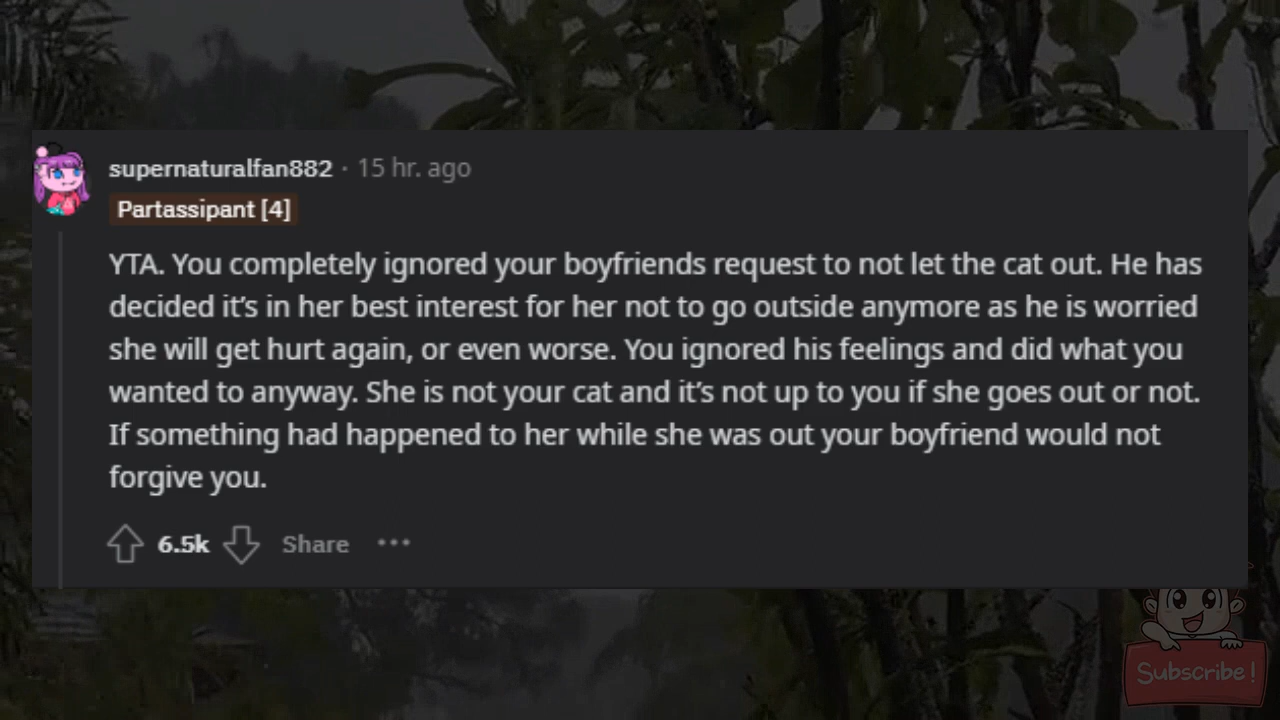 supernaturalfan882 · 15 hr. ago
Partassipant [4]
YTA. You completely ignored your boyfriends request to not let the cat out. He has
decided it’s in her best interest for her not to go outside anymore as he is worried
she will get hurt again, or even worse. You ignored his feelings and did what you
wanted to anyway. She is not your cat and it’s not up to you if she goes out or not.
If something had happened to her while she was out your boyfriend would not
forgive you.
6.5k Share •••
Subscribe!